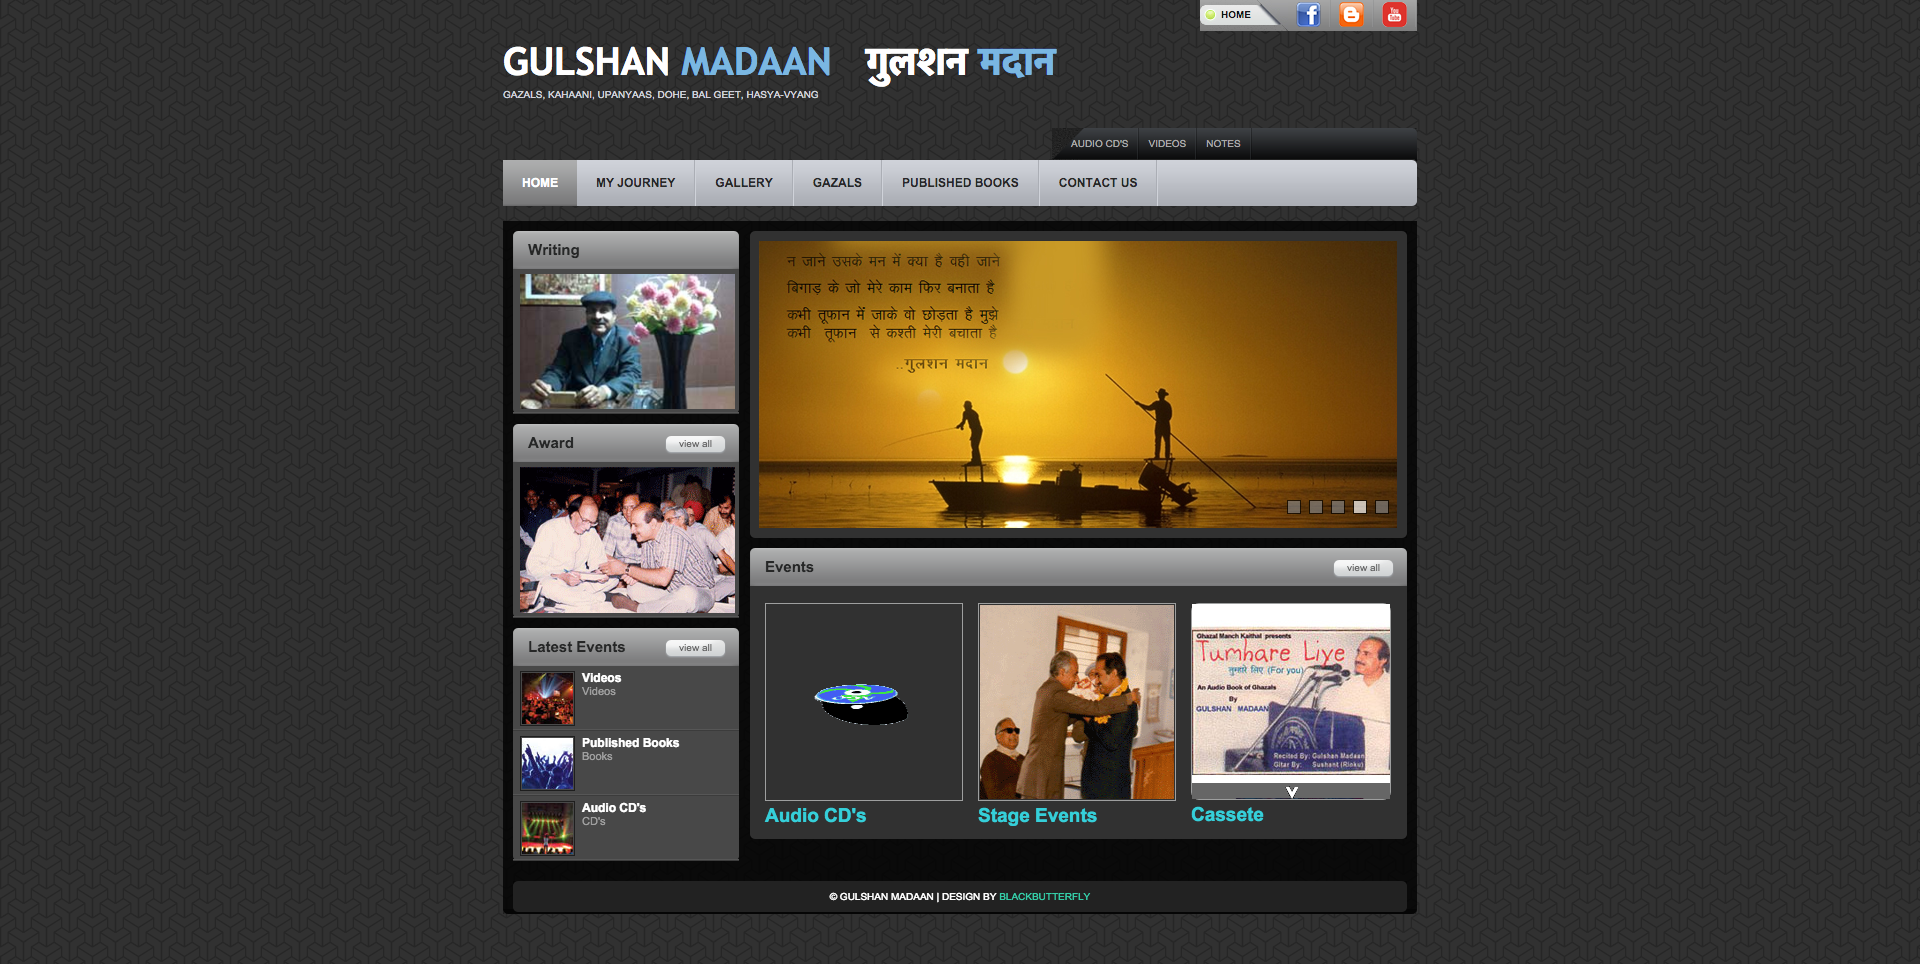 HOME
You Tube
GULSHAN MADAAN गुलशन मदान
GAZALS, KAHAANI, UPANYAAS, DOHE, BAL GEET, HASYA-VYANG
AUDIO CD'S VIDEOS NOTES
HOME MY JOURNEY GALLERY GAZALS PUBLISHED BOOKS CONTACT US
Writing
न जाने उसके मन में क्या है वही जाने
बिगाड़ के जो मेरे काम फिर बनाता है
कभी तूफान में जाके वो छोड़ता है मुझे
कभी तूफान से कश्ती मेरी बचाता है
..गुलशन मदान
Award view all
Latest Events view all
Videos
Videos
Published Books
Books
Audio CD's
CD's
Events view all
Ghazal Manch Kaithal presents
Tumhare Liye
तुम्हारे लिए (For you)
An Audio Book of Ghazals
By
GULSHAN MADAAN
Recited By: Gulshan Madaan
Gitar By: Sushant (Rinku)
Audio CD's
Stage Events
Cassete
© GULSHAN MADAAN | DESIGN BY BLACKBUTTERFLY